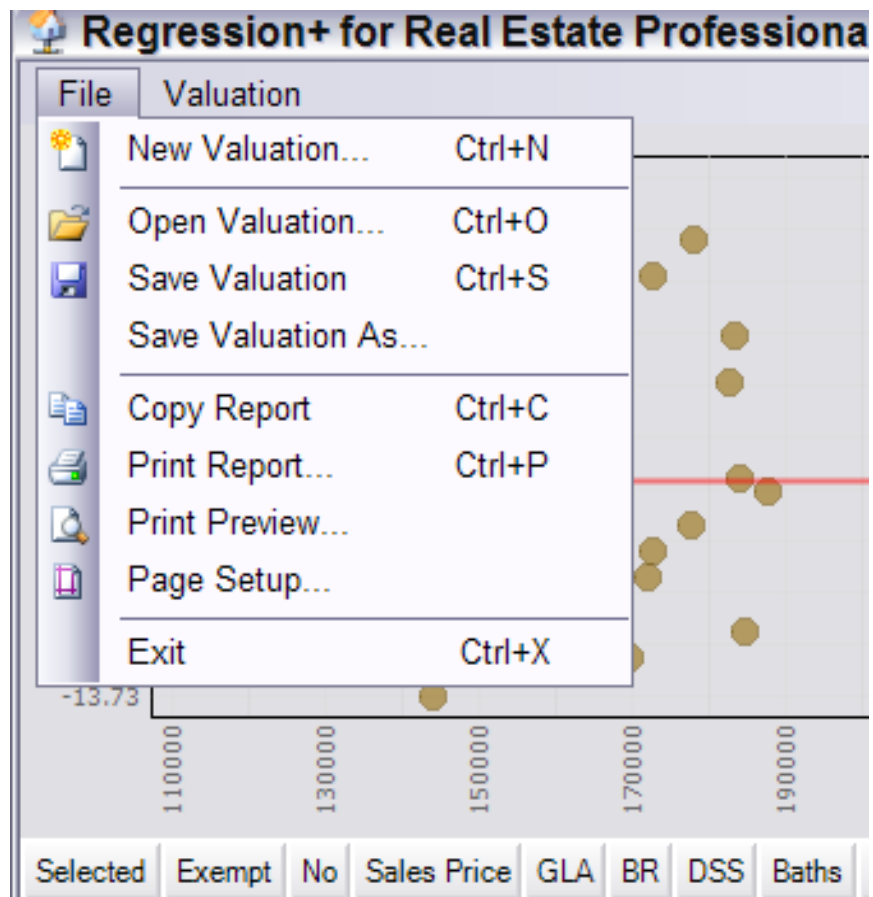 Regression+ for Real Estate Professiona
File Valuation
New Valuation... Ctrl+N
Open Valuation... Ctrl+O
Save Valuation Ctrl+S
Save Valuation As...
Copy Report Ctrl+C
Print Report... Ctrl+P
Print Preview...
Page Setup...
Exit Ctrl+X
-13.73
110000 130000 150000 170000 190000
Selected Exempt No Sales Price GLA BR DSS Baths